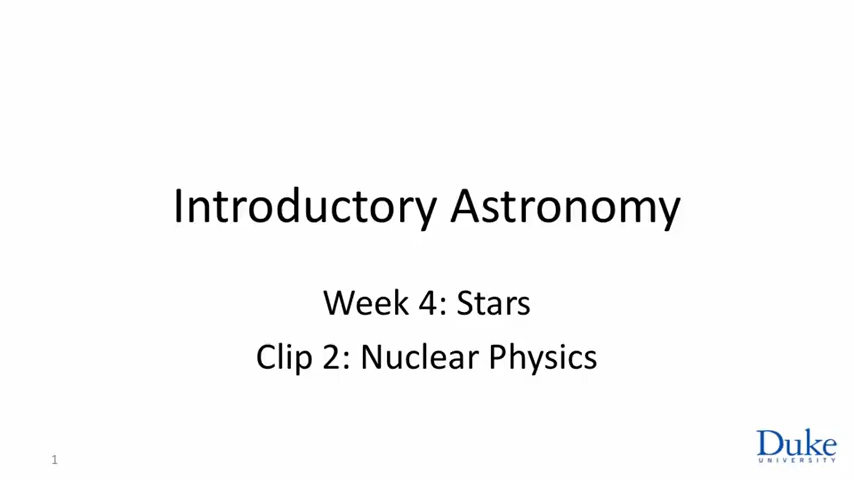 Introductory Astronomy
Week 4: Stars
Clip 2: Nuclear Physics
1
Duke
UNIVERSITY